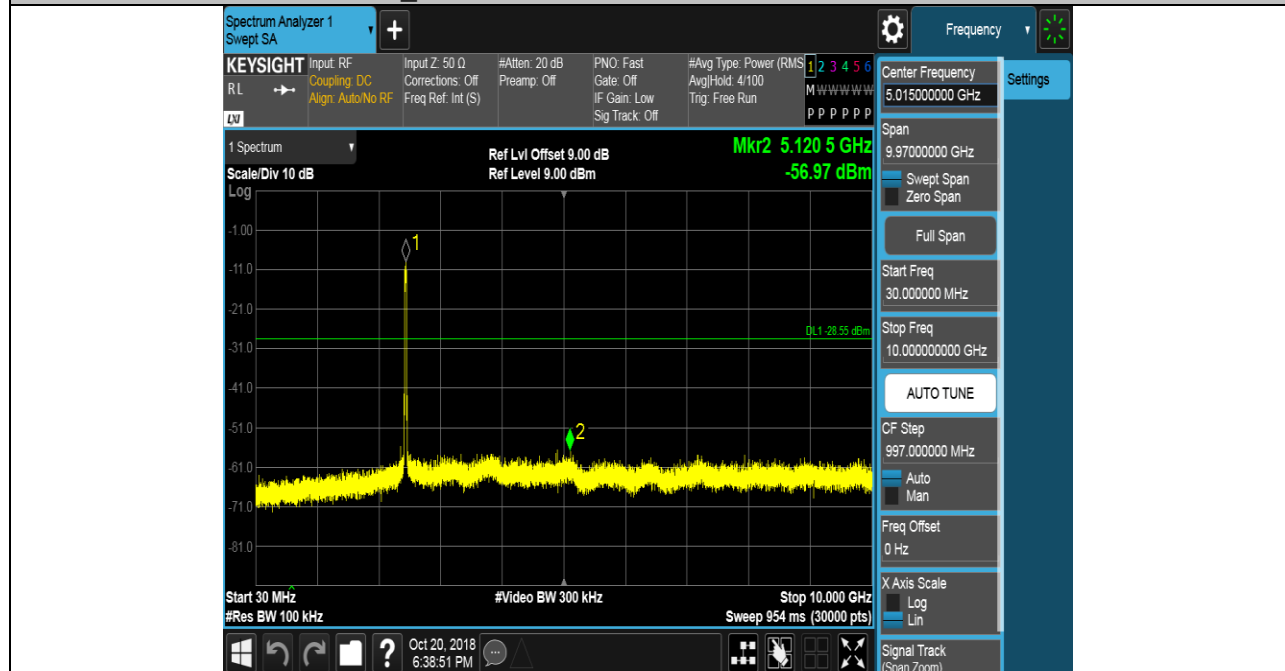 Spectrum Analyzer 1
Swept SA
+
Frequency
KEYSIGHT
RL
LXI
Input: RF
Coupling: DC
Align: Auto/No RF
Input Z: 50 Ω
Corrections: Off
Freq Ref: Int (S)
#Atten: 20 dB
Preamp: Off
PNO: Fast
Gate: Off
IF Gain: Low
Sig Track: Off
#Avg Type: Power (RMS
Avg|Hold: 4/100
Trig: Free Run
1 2 3 4 5 6
M W W W W W
P P P P P P
1 Spectrum
Scale/Div 10 dB
Log
Ref Lvl Offset 9.00 dB
Ref Level 9.00 dBm
Mkr2 5.120 5 GHz
-56.97 dBm
-1.00
1
-11.0
-21.0
DL1 -28.55 dBm
-31.0
-41.0
-51.0
2
-61.0
-71.0
-81.0
Start 30 MHz
#Video BW 300 kHz
Stop 10.000 GHz
#Res BW 100 kHz
Sweep 954 ms (30000 pts)
?
Oct 20, 2018
6:38:51 PM
Center Frequency
5.015000000 GHz
Settings
Span
9.97000000 GHz
Swept Span
Zero Span
Full Span
Start Freq
30.000000 MHz
Stop Freq
10.000000000 GHz
AUTO TUNE
CF Step
997.000000 MHz
Auto
Man
Freq Offset
0 Hz
X Axis Scale
Log
Lin
Signal Track
(Span Zoom)